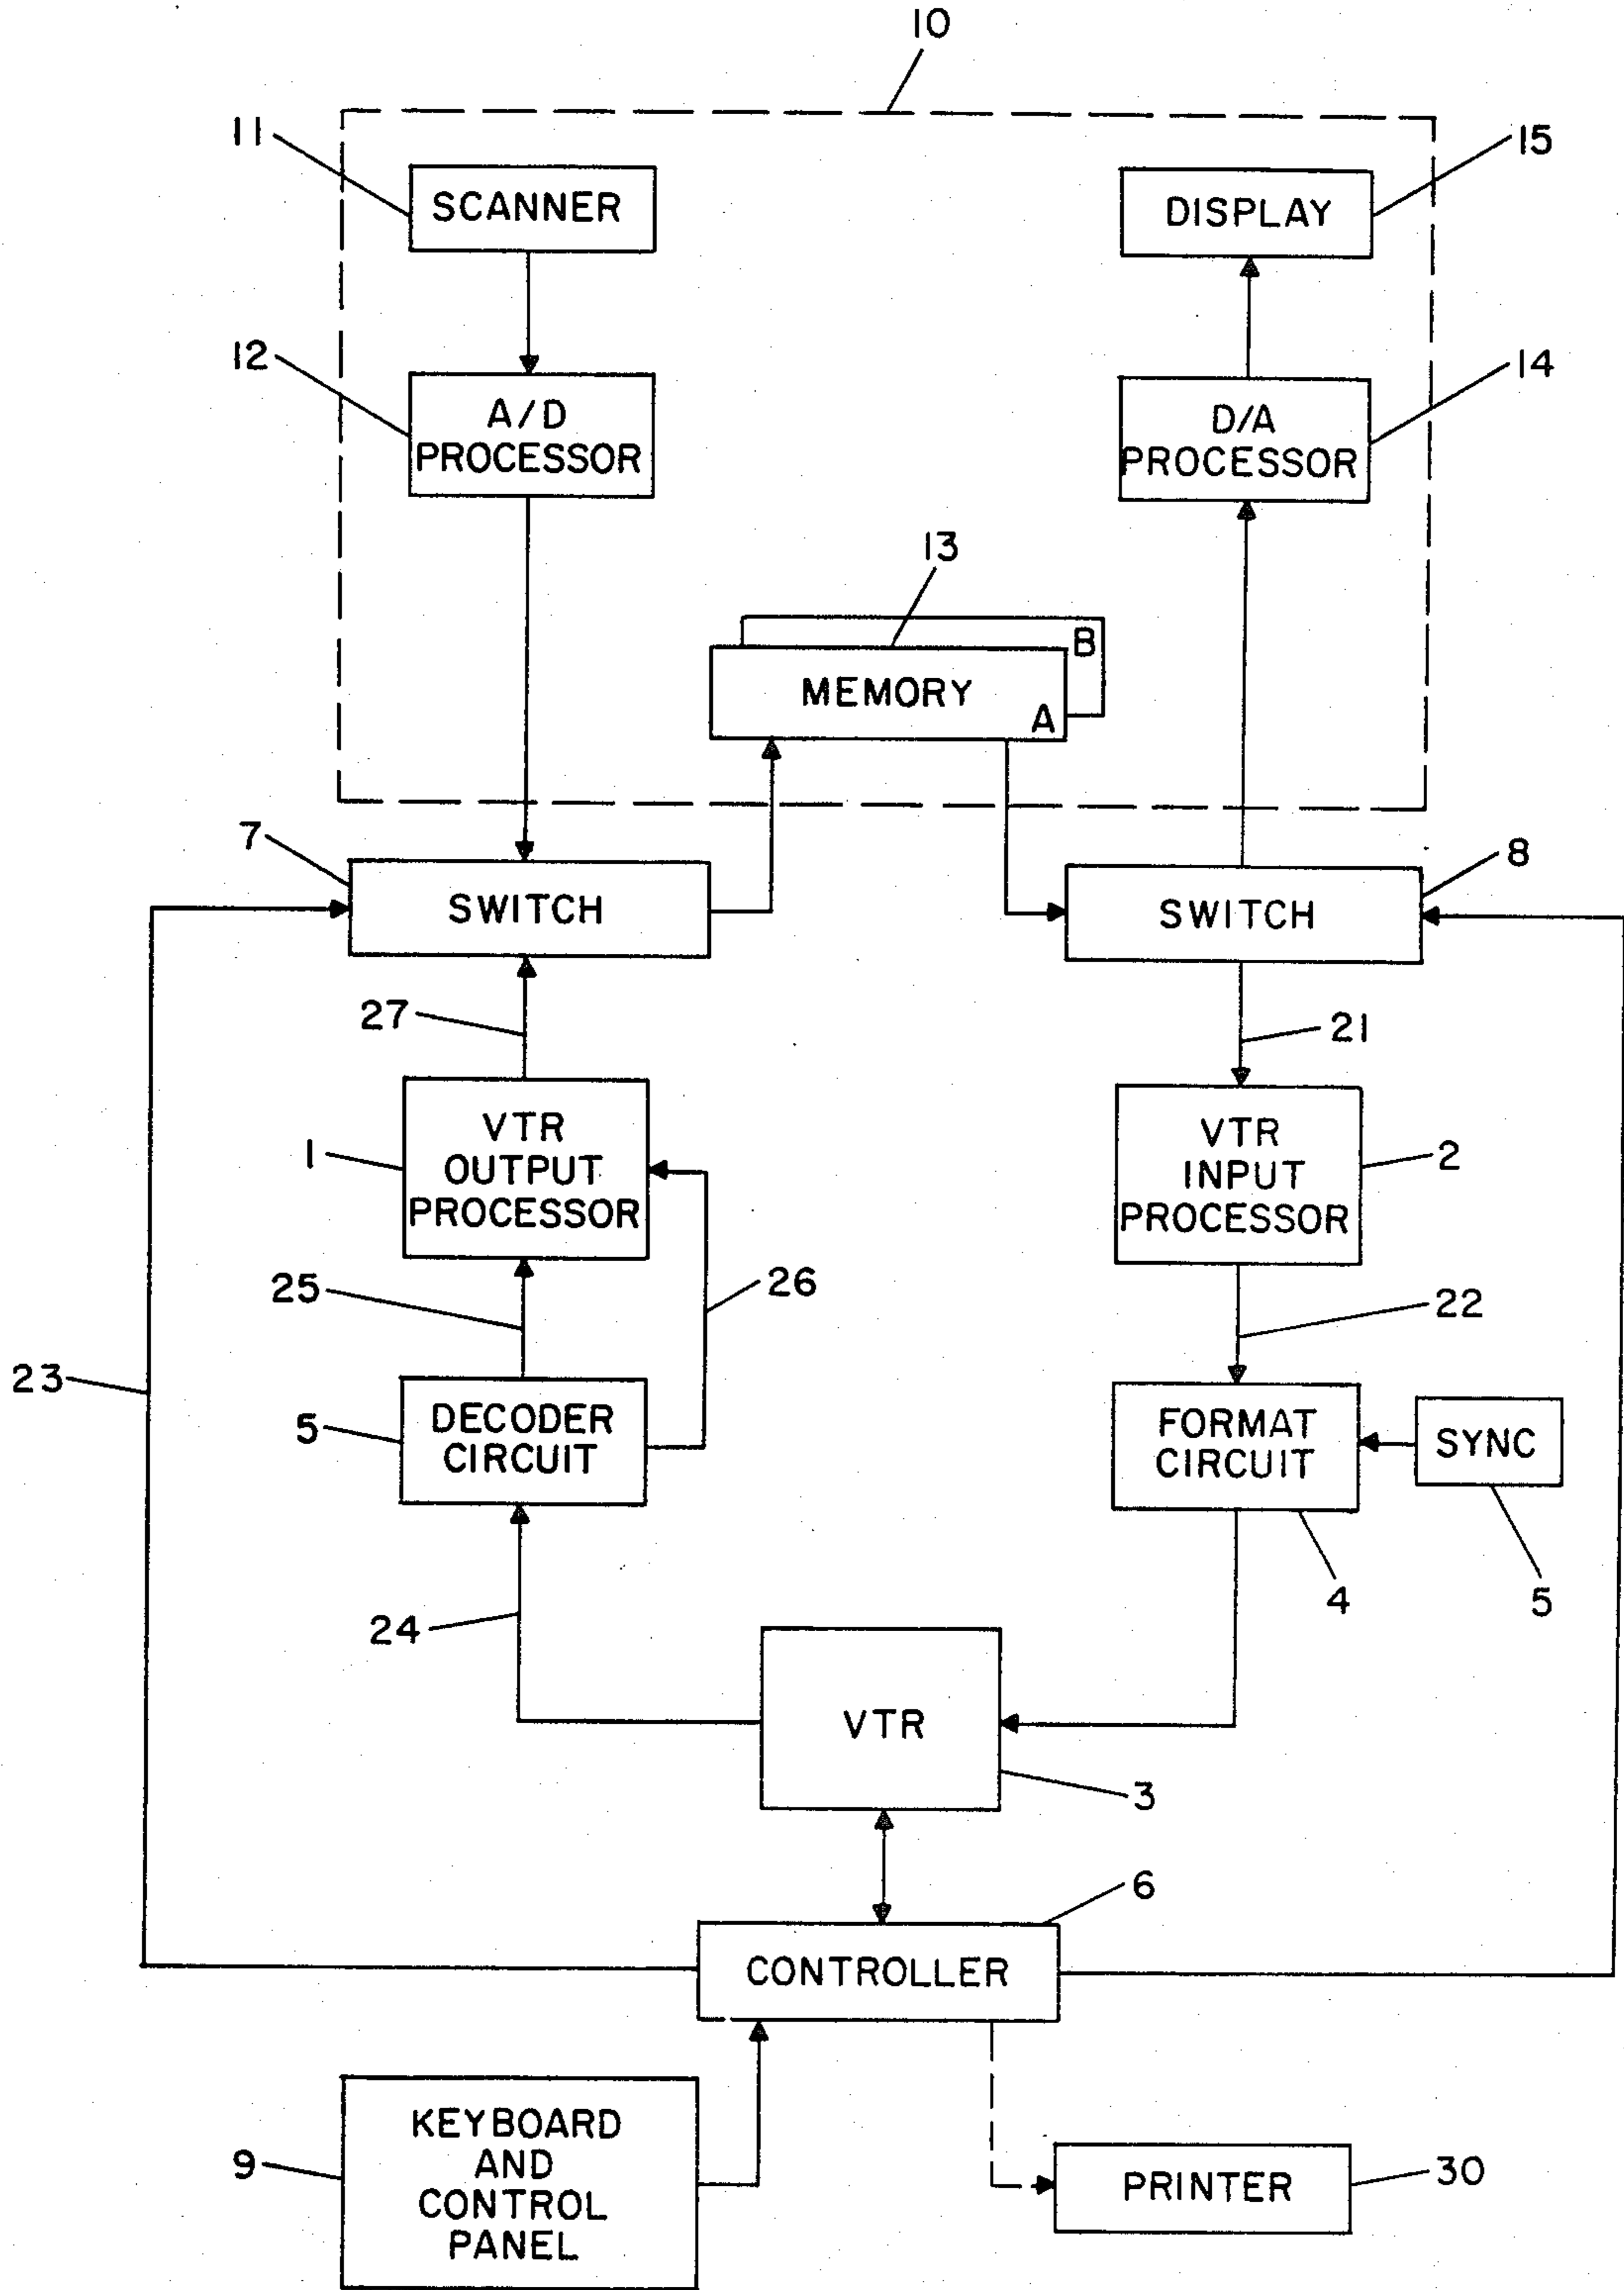 10
11
SCANNER
15
DISPLAY
12
A/D
PROCESSOR
14
D/A
PROCESSOR
13
B
MEMORY
A
7
SWITCH
8
SWITCH
27
21
1
VTR
OUTPUT
PROCESSOR
VTR
INPUT
PROCESSOR
2
25
26
22
23
5
DECODER
CIRCUIT
FORMAT
CIRCUIT
SYNC
4
5
24
VTR
3
6
CONTROLLER
9
KEYBOARD
AND
CONTROL
PANEL
PRINTER
30